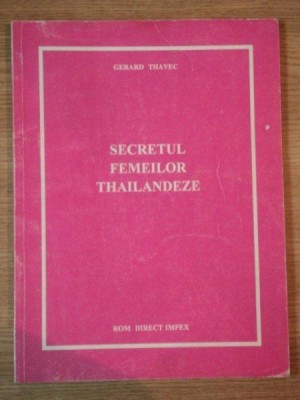 GERARD THAVEC
SECRETUL
FEMEILOR
THAILANDEZE
ROM DIRECT IMPEX